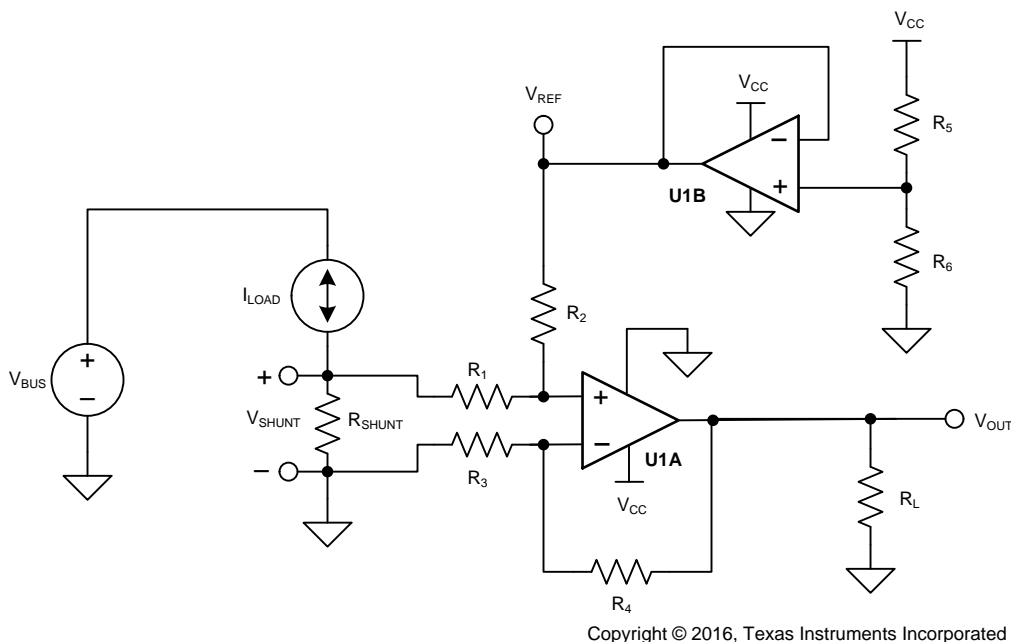 VCC
VCC
VREF
R5
−
+
U1B
R6
ILOAD
R2
+
VBUS
−
+
R1
VSHUNT
RSHUNT
+
−
U1A
VOUT
−
R3
VCC
RL
R4
Copyright © 2016, Texas Instruments Incorporated